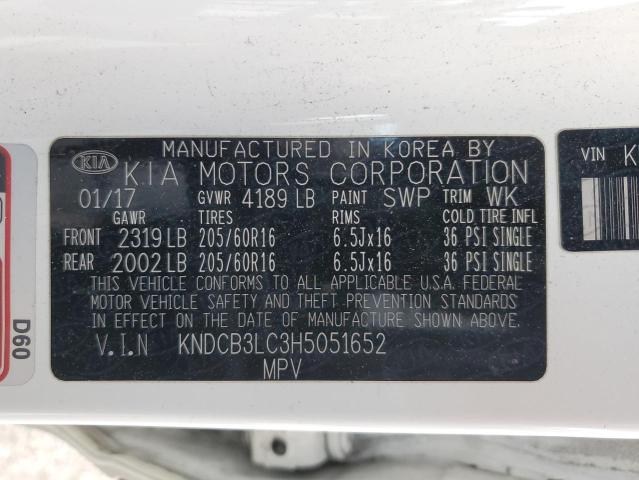 MANUFACTURED IN KOREA BY
KIA KIA MOTORS CORPORATION
01/17 GVWR 4189 LB PAINT SWP TRIM WK
GAWR TIRES RIMS COLD TIRE INFL
FRONT 2319 LB 205/60R16 6.5Jx16 36 PSI SINGLE
REAR 2002 LB 205/60R16 6.5Jx16 36 PSI SINGLE
THIS VEHICLE CONFORMS TO ALL APPLICABLE U.S.A. FEDERAL
MOTOR VEHICLE SAFETY AND THEFT PREVENTION STANDARDS
IN EFFECT ON THE DATE OF MANUFACTURE SHOWN ABOVE.
V.I.N KNDCB3LC3H5051652
MPV
VIN K
D60